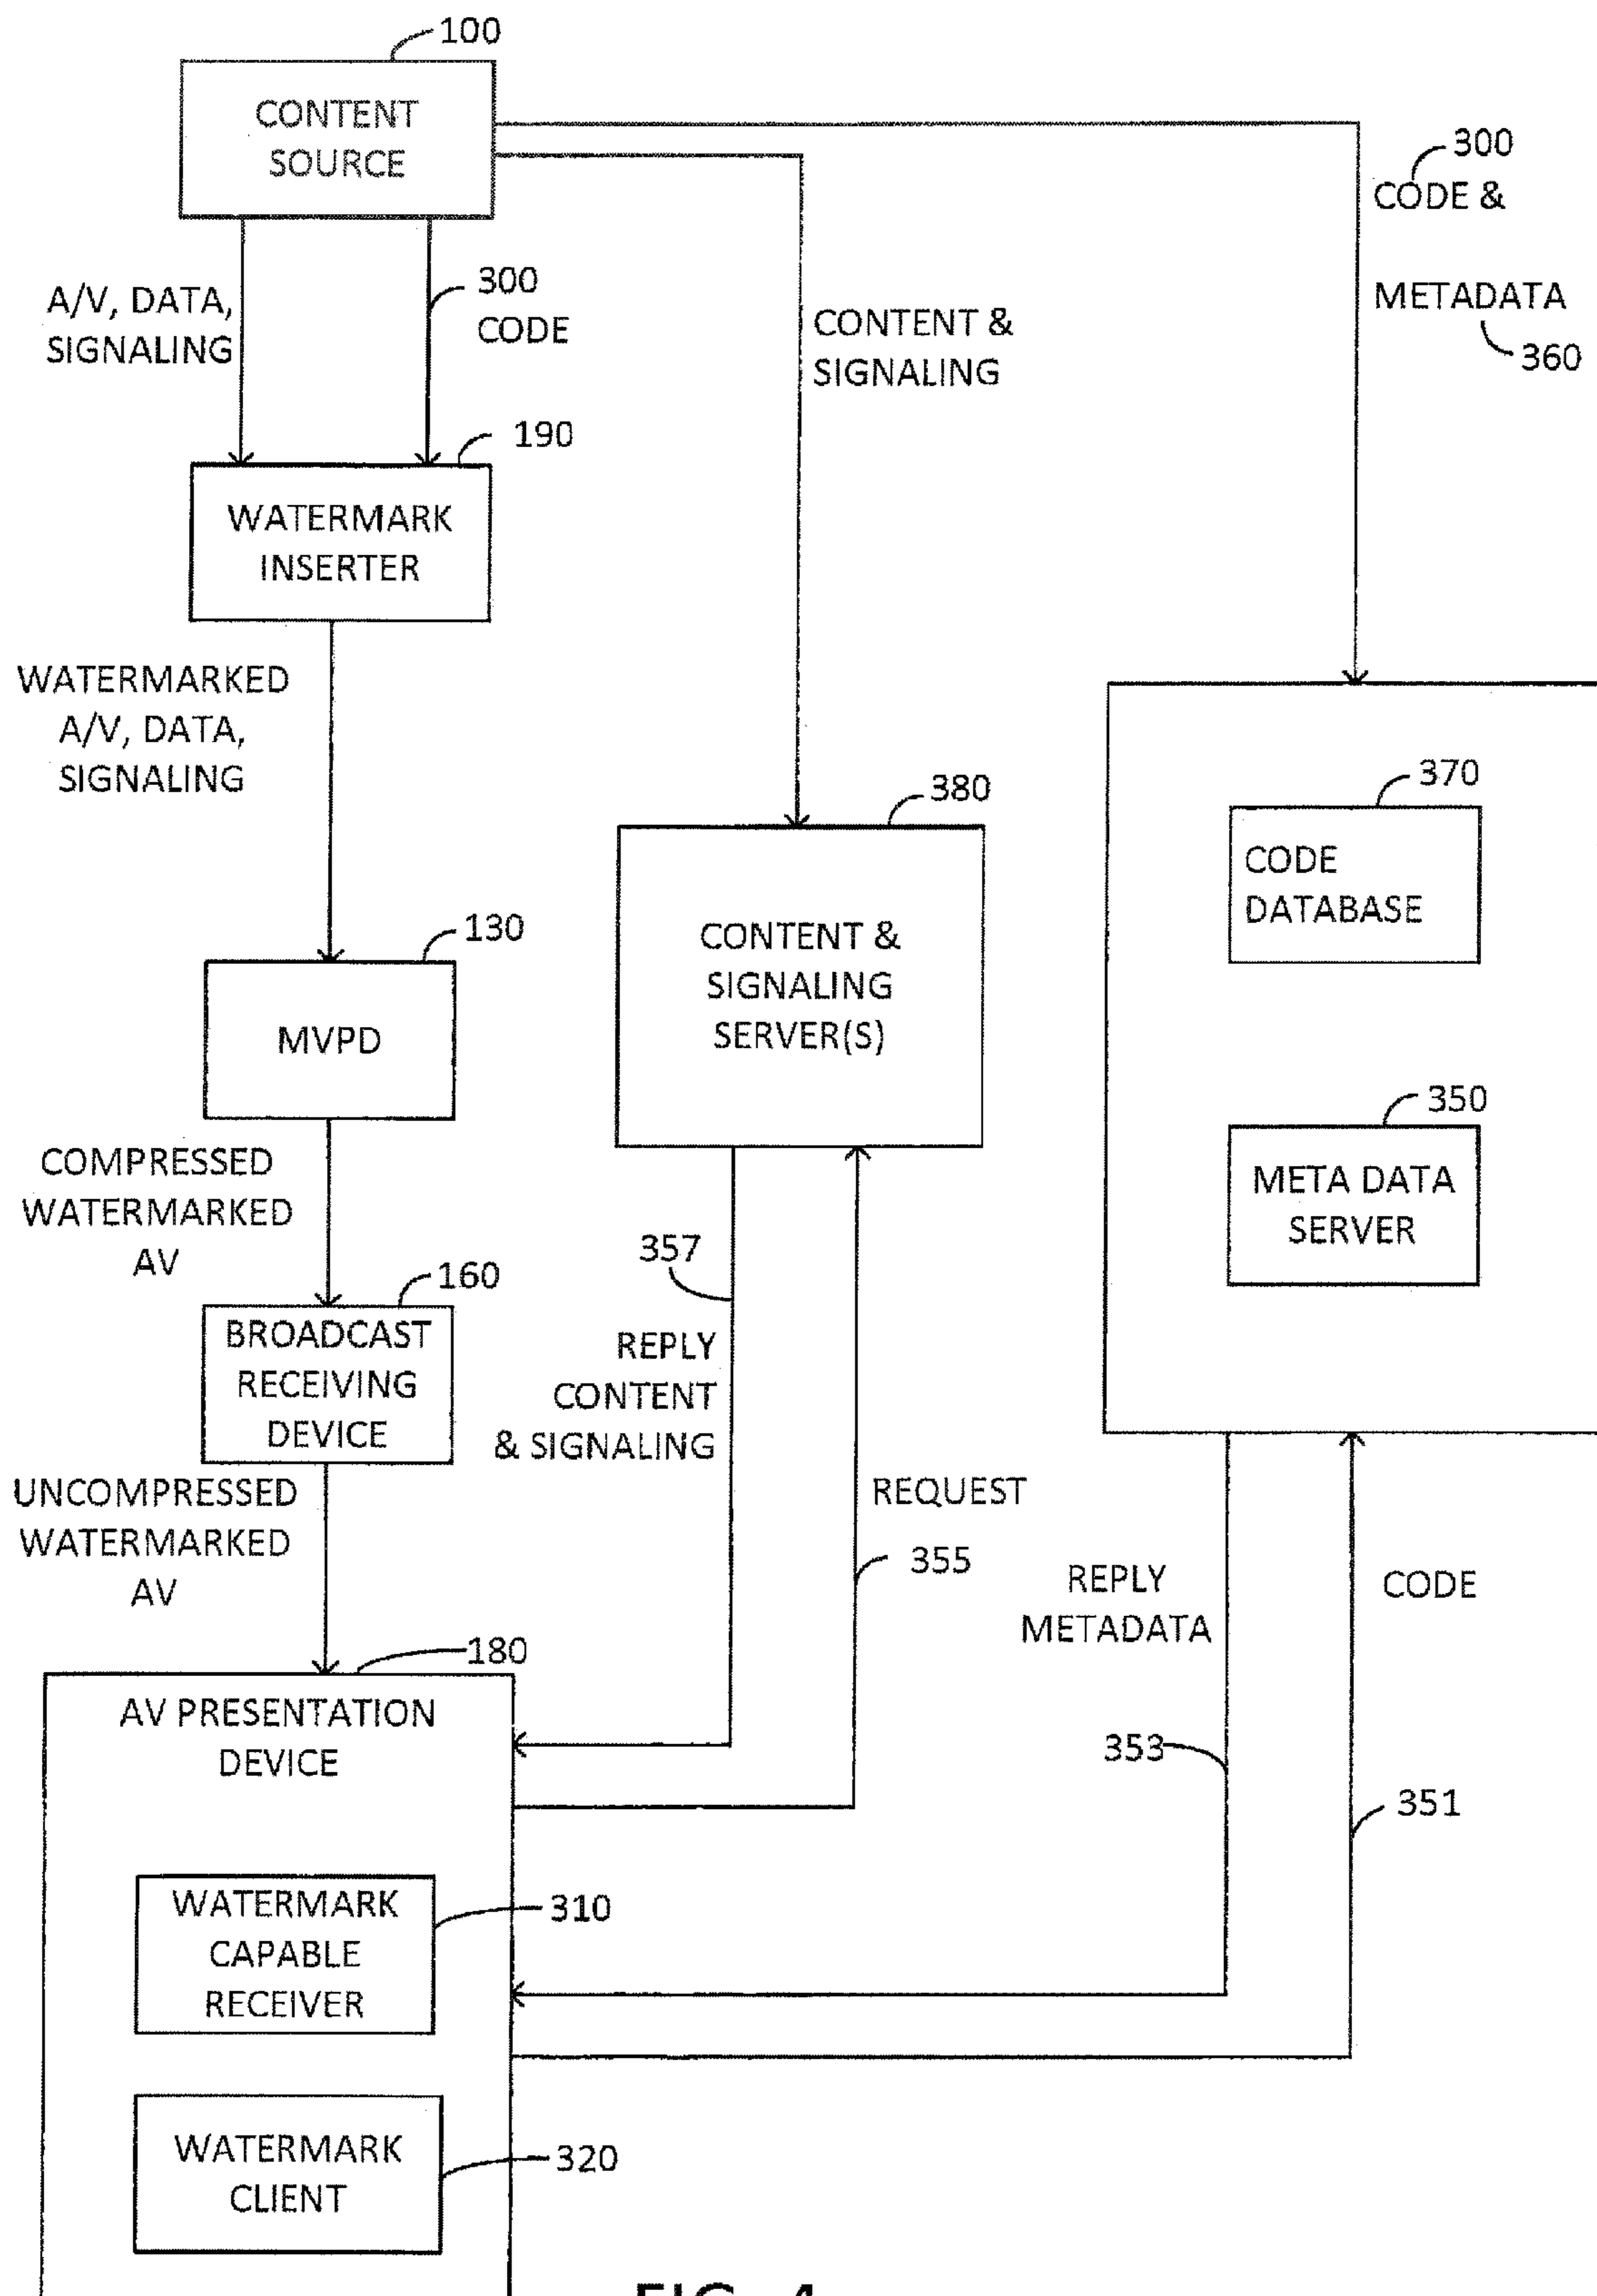 100
CONTENT
SOURCE
300
CODE &
METADATA
360
A/V, DATA,
SIGNALING
300
CODE
CONTENT &
SIGNALING
190
WATERMARK
INSERTER
WATERMARKED
A/V, DATA,
SIGNALING
370
CODE
DATABASE
380
CONTENT &
SIGNALING
SERVER(S)
130
MVPD
350
META DATA
SERVER
COMPRESSED
WATERMARKED
AV
357
REPLY
CONTENT
& SIGNALING
160
BROADCAST
RECEIVING
DEVICE
REQUEST
355
UNCOMPRESSED
WATERMARKED
AV
REPLY
METADATA
CODE
180
AV PRESENTATION
DEVICE
353
351
WATERMARK
CAPABLE
RECEIVER
310
WATERMARK
CLIENT
320
FIG. 4